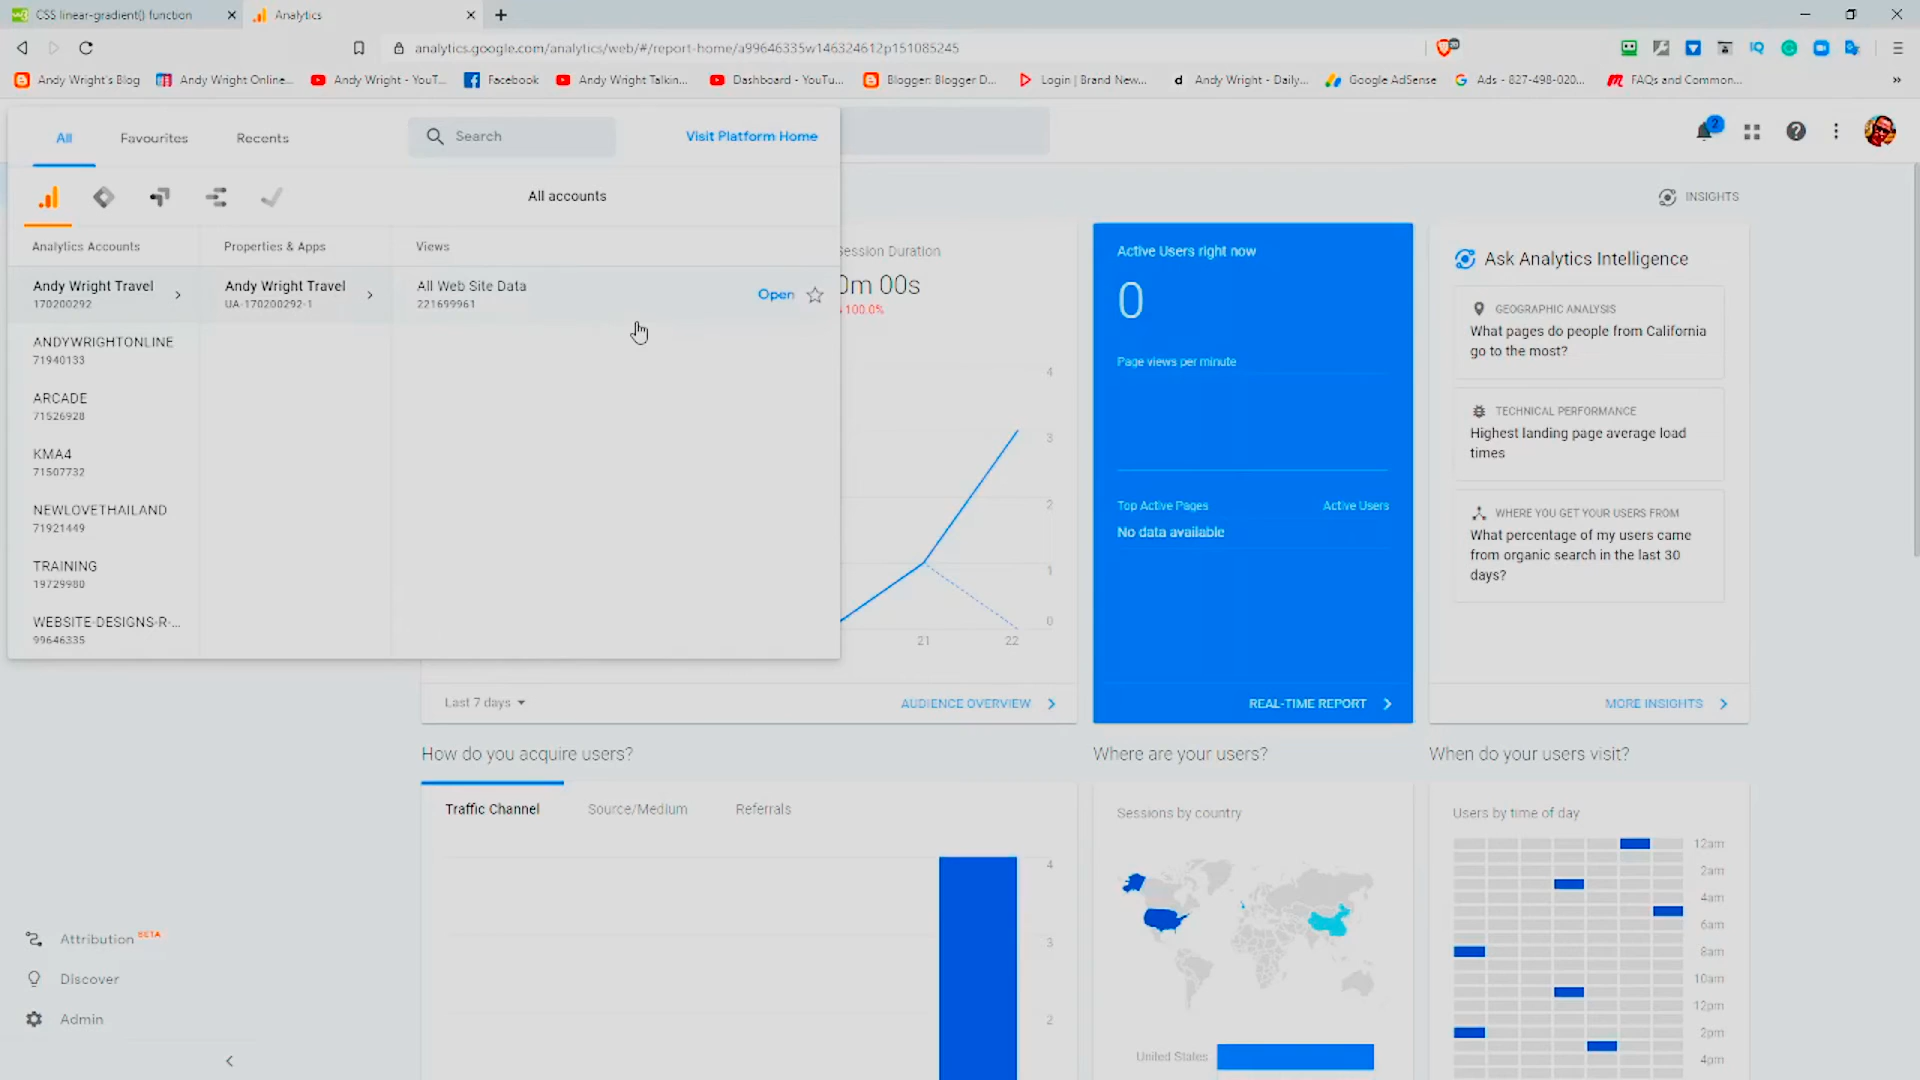 CSS linear-gradient() function
Analytics
analytics.google.com/analytics/web/#/report-home/a99646335w146324612p151085245
Andy Wright's Blog
Andy Wright Online...
Andy Wright - YouT...
Facebook
Andy Wright Talkin...
Dashboard - YouTu...
Blogger: Blogger D...
Login | Brand New...
Andy Wright - Daily...
Google AdSense
Ads - 827-498-020...
FAQs and Common...
All
Favourites
Recents
Search
Visit Platform Home
2
All accounts
INSIGHTS
Analytics Accounts
Properties & Apps
Views
Andy Wright Travel
170200292
Andy Wright Travel
UA-170200292-1
All Web Site Data
221699961
Open
ANDYWRIGHTONLINE
71940133
ARCADE
71526928
KMA4
71507732
NEWLOVETHAILAND
71921449
TRAINING
19729980
WEBSITE-DESIGNS-R-...
99646335
Session Duration
0m 00s
100.0%
4
3
2
1
0
21
22
Last 7 days
AUDIENCE OVERVIEW
Active Users right now
0
Page views per minute
Top Active Pages
Active Users
No data available
REAL-TIME REPORT
Ask Analytics Intelligence
GEOGRAPHIC ANALYSIS
What pages do people from California
go to the most?
TECHNICAL PERFORMANCE
Highest landing page average load
times
WHERE YOU GET YOUR USERS FROM
What percentage of my users came
from organic search in the last 30
days?
MORE INSIGHTS
How do you acquire users?
Traffic Channel
Source/Medium
Referrals
4
3
2
Where are your users?
Sessions by country
United States
When do your users visit?
Users by time of day
12am
2am
4am
6am
8am
10am
12pm
2pm
4pm
Attribution BETA
Discover
Admin